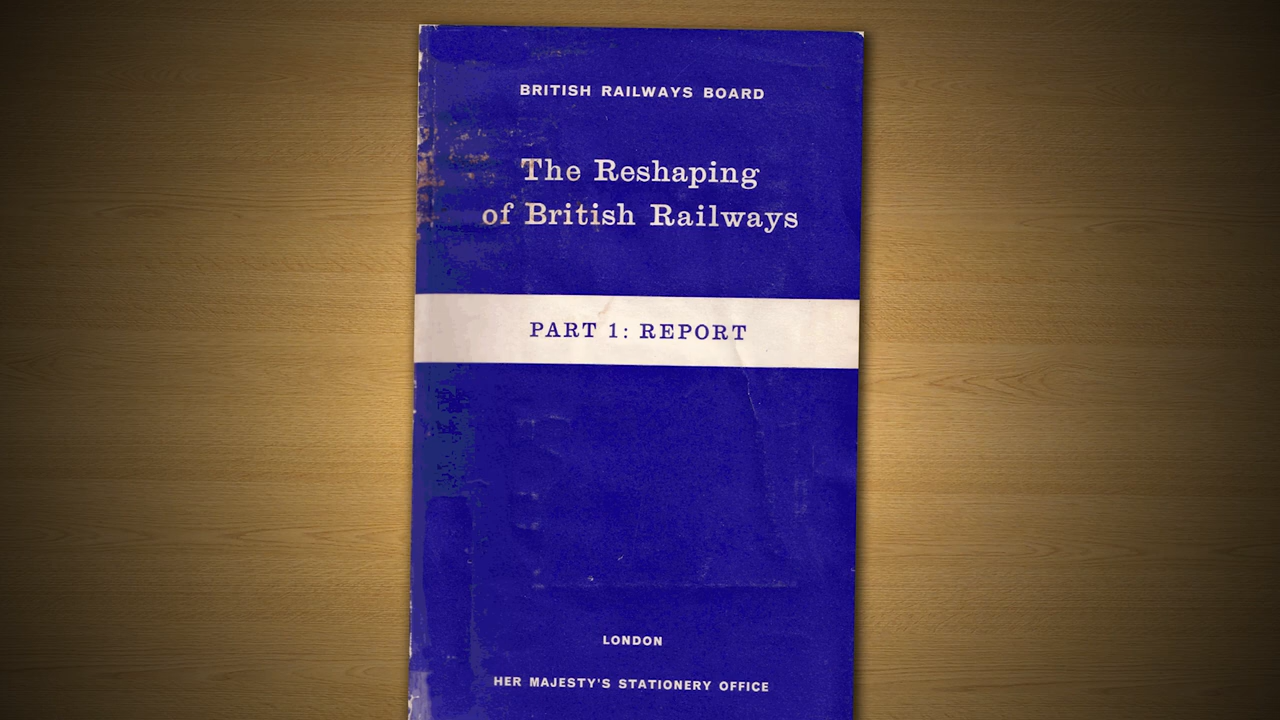 BRITISH RAILWAYS BOARD
The Reshaping
of British Railways
PART 1: REPORT
LONDON
HER MAJESTY'S STATIONERY OFFICE